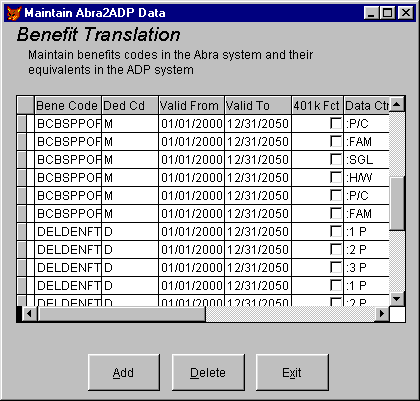 Maintain Abra2ADP Data
Benefit Translation
Maintain benefits codes in the Abra system and their
equivalents in the ADP system
Bene Code Ded Cd Valid From Valid To 401k Fct Data Ctr
BCBSPPOF M 01/01/2000 12/31/2050 :P/C
BCBSPPOF M 01/01/2000 12/31/2050 :FAM
BCBSPPOF M 01/01/2000 12/31/2050 :SGL
BCBSPPOF M 01/01/2000 12/31/2050 :H/W
BCBSPPOF M 01/01/2000 12/31/2050 :P/C
BCBSPPOF M 01/01/2000 12/31/2050 :FAM
DELDENFT D 01/01/2000 12/31/2050 :1 P
DELDENFT D 01/01/2000 12/31/2050 :2 P
DELDENFT D 01/01/2000 12/31/2050 :3 P
DELDENFT D 01/01/2000 12/31/2050 :1 P
DELDENFT D 01/01/2000 12/31/2050 :2 P
Add Delete Exit